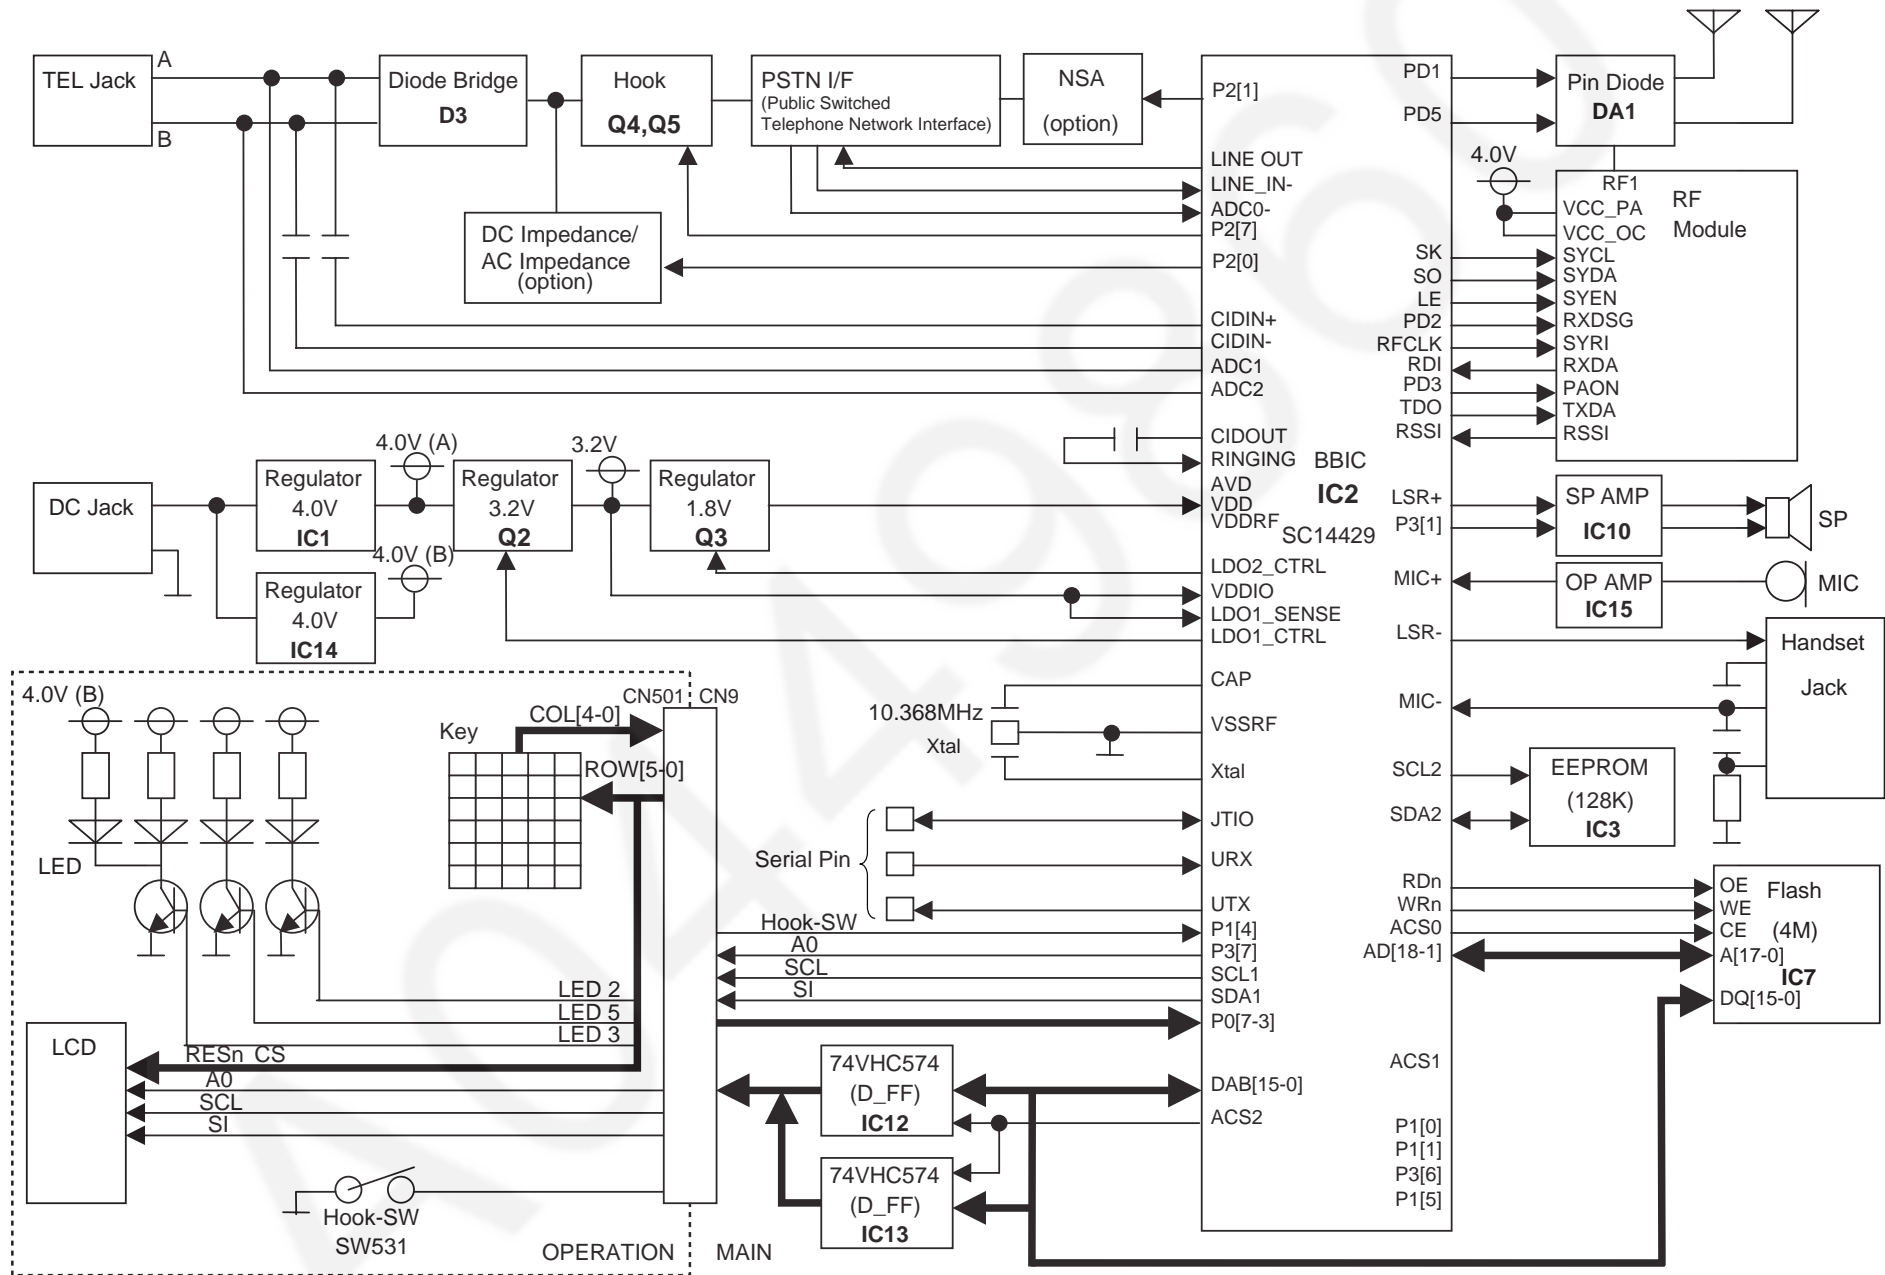 TEL Jack
A
B
Diode Bridge
D3
Hook
Q4,Q5
PSTN I/F
(Public Switched
Telephone Network Interface)
NSA
(option)
DC Impedance/
AC Impedance
(option)
P2[1]
LINE OUT
LINE_IN-
ADC0-
P2[7]
P2[0]
CIDIN+
CIDIN-
ADC1
ADC2
CIDOUT
RINGING
AVD
VDD
VDDRF
LDO2_CTRL
VDDIO
LDO1_SENSE
LDO1_CTRL
CAP
VSSRF
Xtal
JTIO
URX
UTX
P1[4]
P3[7]
SCL1
SDA1
P0[7-3]
DAB[15-0]
ACS2
BBIC
IC2
SC14429
PD1
PD5
SK
SO
LE
PD2
RFCLK
RDI
PD3
TDO
RSSI
LSR+
P3[1]
MIC+
LSR-
MIC-
SCL2
SDA2
RDn
WRn
ACS0
AD[18-1]
ACS1
P1[0]
P1[1]
P3[6]
P1[5]
Pin Diode
DA1
4.0V
RF1
RF
Module
VCC_PA
VCC_OC
SYCL
SYDA
SYEN
RXDSG
SYRI
RXDA
PAON
TXDA
RSSI
SP AMP
IC10
SP
OP AMP
IC15
MIC
Handset
Jack
EEPROM
(128K)
IC3
OE
WE
CE
A[17-0]
DQ[15-0]
Flash
(4M)
IC7
DC Jack
Regulator
4.0V
IC1
4.0V (A)
Regulator
3.2V
Q2
3.2V
Regulator
1.8V
Q3
4.0V (B)
Regulator
4.0V
IC14
10.368MHz
Xtal
Serial Pin
4.0V (B)
LED
Key
COL[4-0]
ROW[5-0]
CN501
CN9
LED 2
LED 5
LED 3
LCD
RESn CS
A0
SCL
SI
Hook-SW
SW531
OPERATION
MAIN
Hook-SW
A0
SCL
SI
74VHC574
(D_FF)
IC12
74VHC574
(D_FF)
IC13